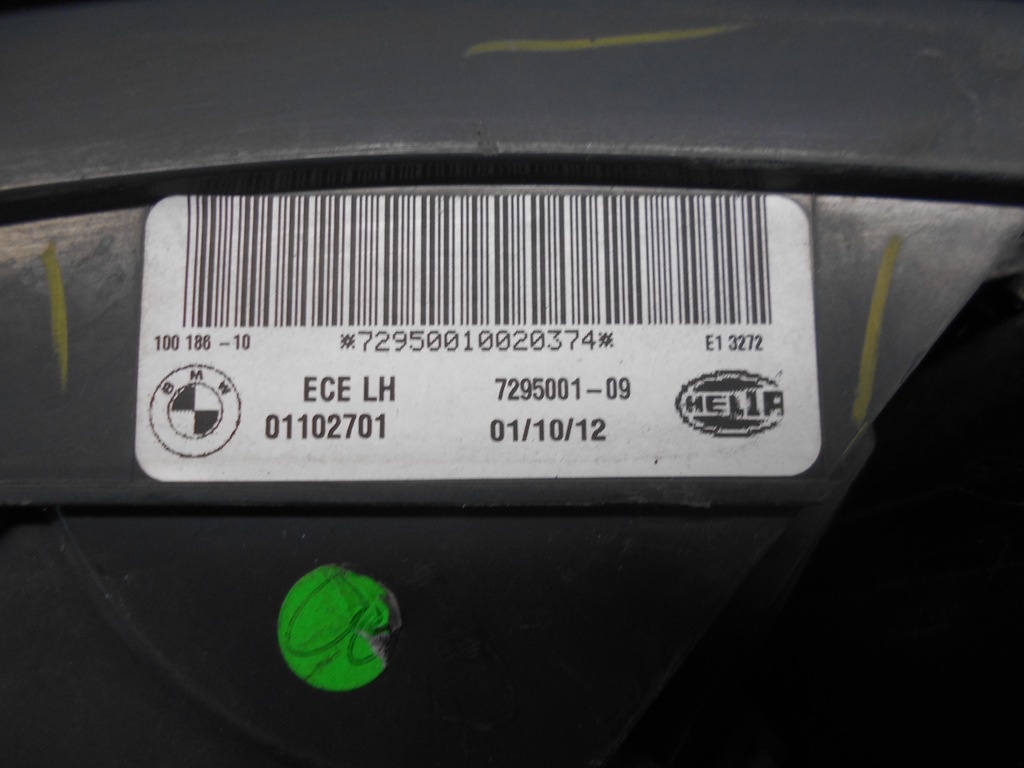 100 186-10 *72950010020374* E1 3272
BMW ECE LH 7295001-09 HELLA
01102701 01/10/12